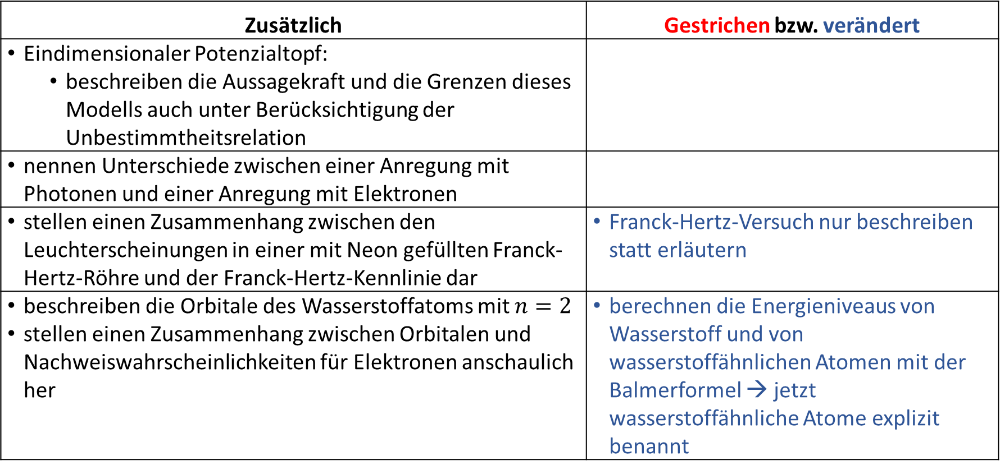 Zusätzlich
Gestrichen bzw. verändert
• Eindimensionaler Potenzialtopf:
• beschreiben die Aussagekraft und die Grenzen dieses
Modells auch unter Berücksichtigung der
Unbestimmtheitsrelation
• nennen Unterschiede zwischen einer Anregung mit
Photonen und einer Anregung mit Elektronen
• stellen einen Zusammenhang zwischen den
Leuchterscheinungen in einer mit Neon gefüllten Franck-
Hertz-Röhre und der Franck-Hertz-Kennlinie dar
• Franck-Hertz-Versuch nur beschreiben
statt erläutern
• beschreiben die Orbitale des Wasserstoffatoms mit n = 2
• stellen einen Zusammenhang zwischen Orbitalen und
Nachweiswahrscheinlichkeiten für Elektronen anschaulich
her
• berechnen die Energieniveaus von
Wasserstoff und von
wasserstoffähnlichen Atomen mit der
Balmerformel → jetzt
wasserstoffähnliche Atome explizit
benannt